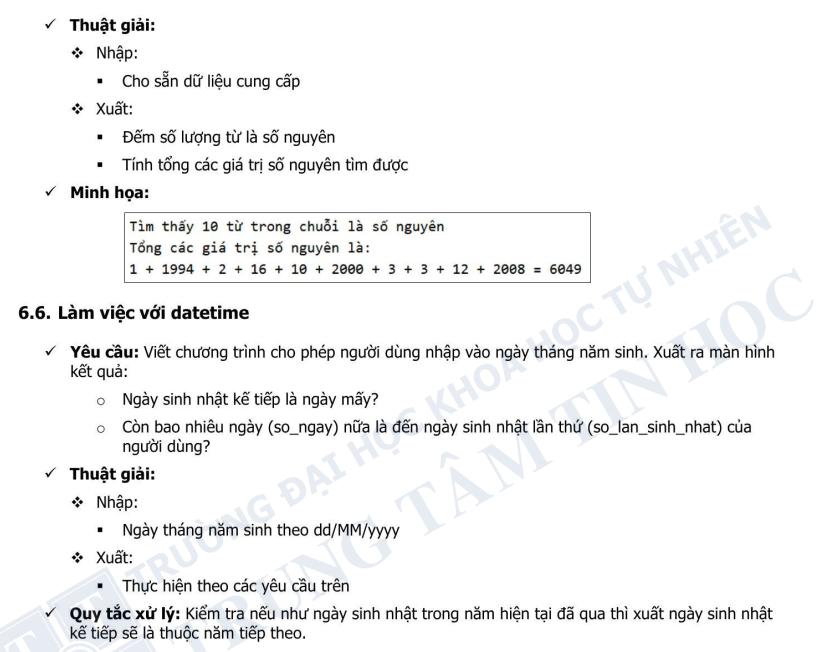 ✓ Thuật giải:
❖ Nhập:
▪ Cho sẵn dữ liệu cung cấp
❖ Xuất:
▪ Đếm số lượng từ là số nguyên
▪ Tính tổng các giá trị số nguyên tìm được
✓ Minh họa:
Tìm thấy 10 từ trong chuỗi là số nguyên
Tổng các giá trị số nguyên là:
1 + 1994 + 2 + 16 + 10 + 2000 + 3 + 3 + 12 + 2008 = 6049
6.6. Làm việc với datetime
✓ Yêu cầu: Viết chương trình cho phép người dùng nhập vào ngày tháng năm sinh. Xuất ra màn hình
kết quả:
o Ngày sinh nhật kế tiếp là ngày mấy?
o Còn bao nhiêu ngày (so_ngay) nữa là đến ngày sinh nhật lần thứ (so_lan_sinh_nhat) của
người dùng?
✓ Thuật giải:
❖ Nhập:
▪ Ngày tháng năm sinh theo dd/MM/yyyy
❖ Xuất:
▪ Thực hiện theo các yêu cầu trên
✓ Quy tắc xử lý: Kiểm tra nếu như ngày sinh nhật trong năm hiện tại đã qua thì xuất ngày sinh nhật
kế tiếp sẽ là thuộc năm tiếp theo.
TRƯỜNG ĐẠI HỌC KHOA HỌC TỰ NHIÊN
TRUNG TÂM TIN HỌC